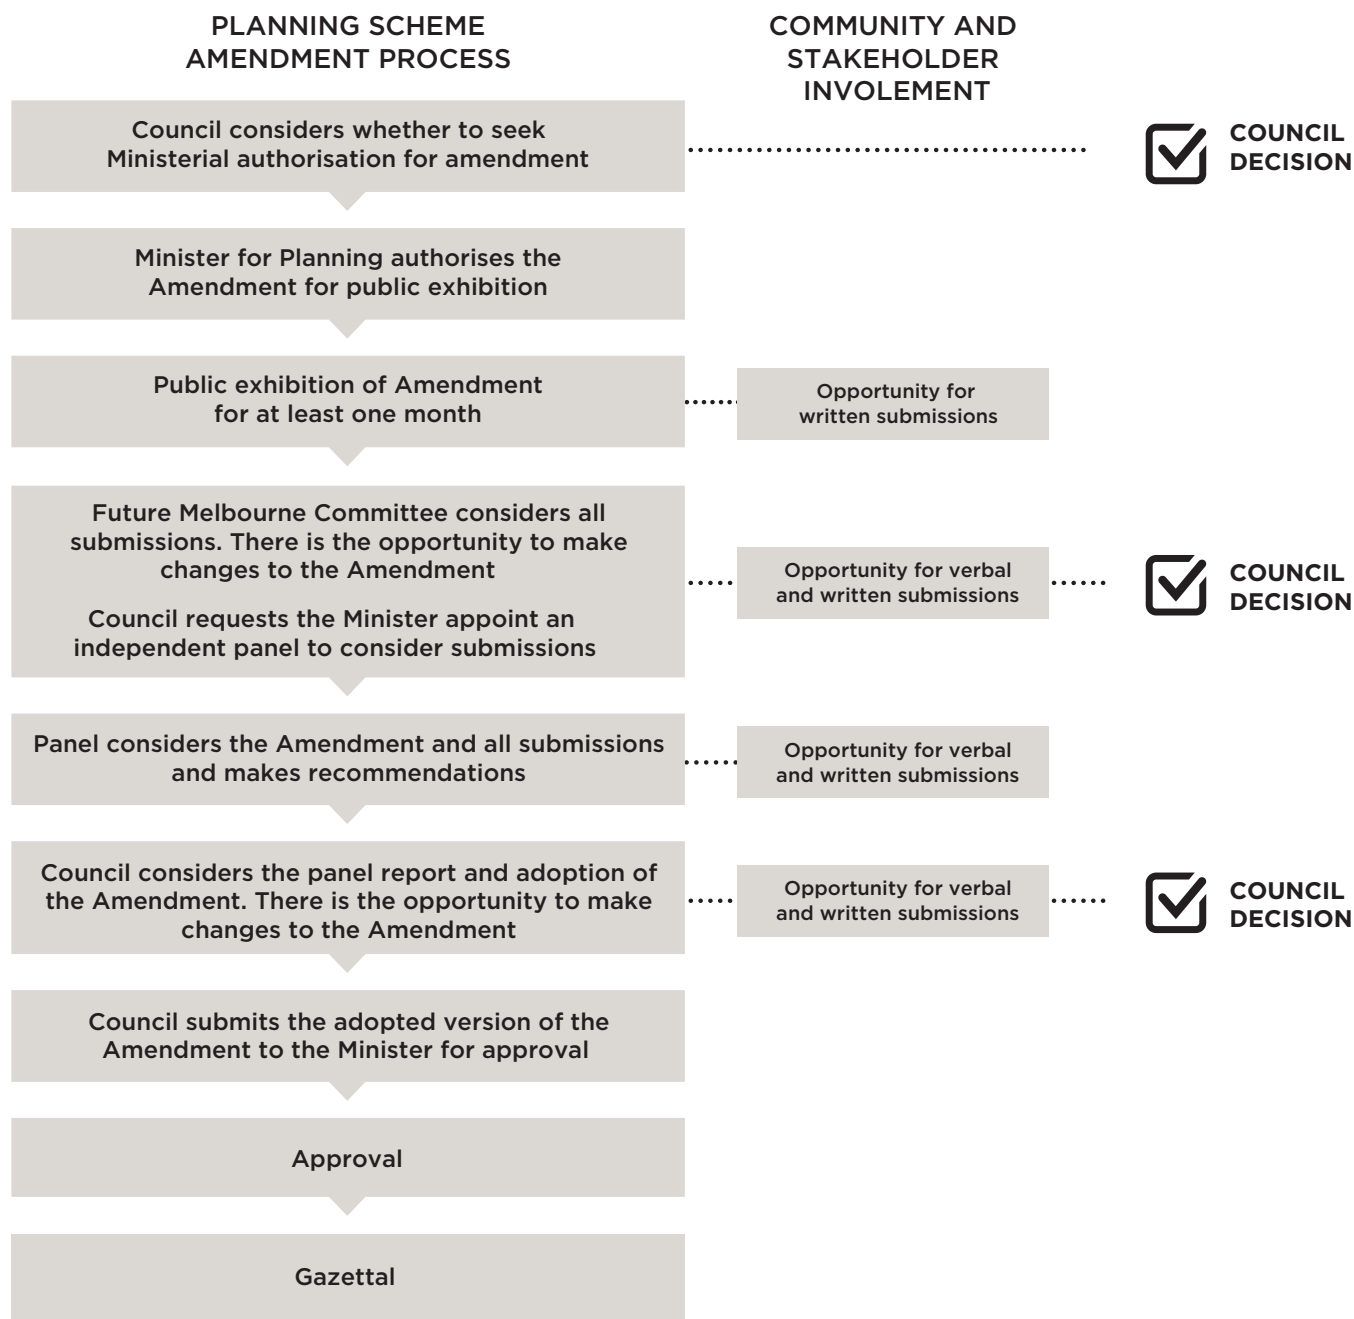 PLANNING SCHEME
AMENDMENT PROCESS
COMMUNITY AND
STAKEHOLDER
INVOLEMENT
Council considers whether to seek
Ministerial authorisation for amendment
COUNCIL
DECISION
Minister for Planning authorises the
Amendment for public exhibition
Public exhibition of Amendment
for at least one month
Opportunity for
written submissions
Future Melbourne Committee considers all
submissions. There is the opportunity to make
changes to the Amendment
Council requests the Minister appoint an
independent panel to consider submissions
Opportunity for verbal
and written submissions
COUNCIL
DECISION
Panel considers the Amendment and all submissions
and makes recommendations
Opportunity for verbal
and written submissions
Council considers the panel report and adoption of
the Amendment. There is the opportunity to make
changes to the Amendment
Opportunity for verbal
and written submissions
COUNCIL
DECISION
Council submits the adopted version of the
Amendment to the Minister for approval
Approval
Gazettal